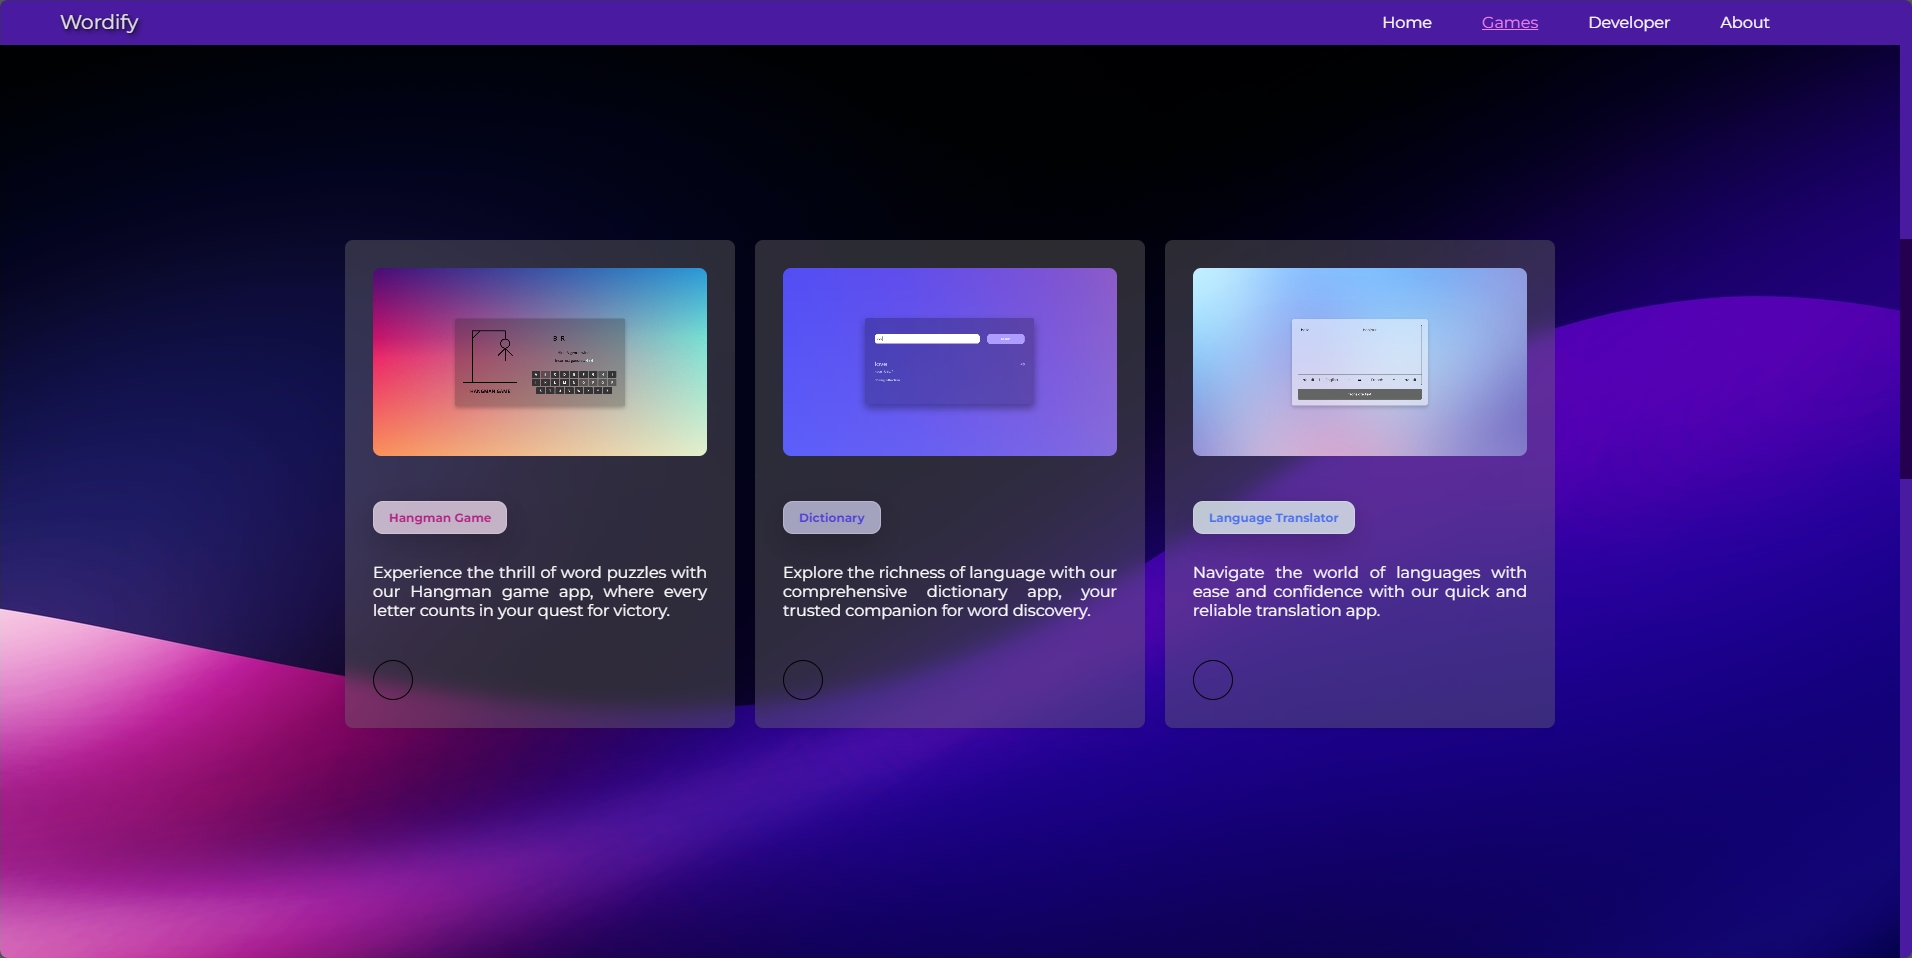 Wordify
Home
Games
Developer
About
B R
HANGMAN GAME
love
Hangman Game
Experience the thrill of word puzzles with
our Hangman game app, where every
letter counts in your quest for victory.
Dictionary
Explore the richness of language with our
comprehensive dictionary app, your
trusted companion for word discovery.
Language Translator
Navigate the world of languages with
ease and confidence with our quick and
reliable translation app.